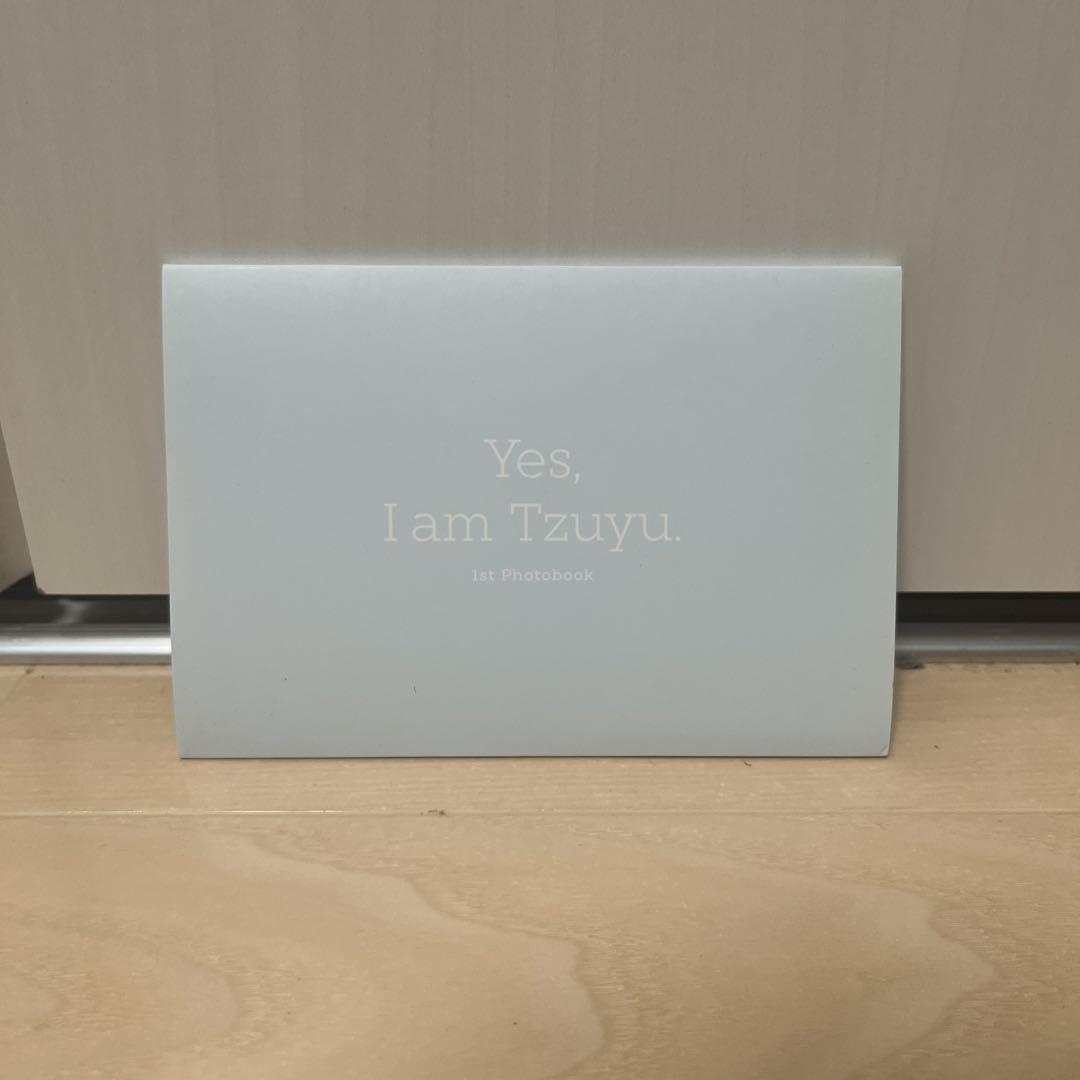 Yes,
I am Tzuyu.
1st Photobook